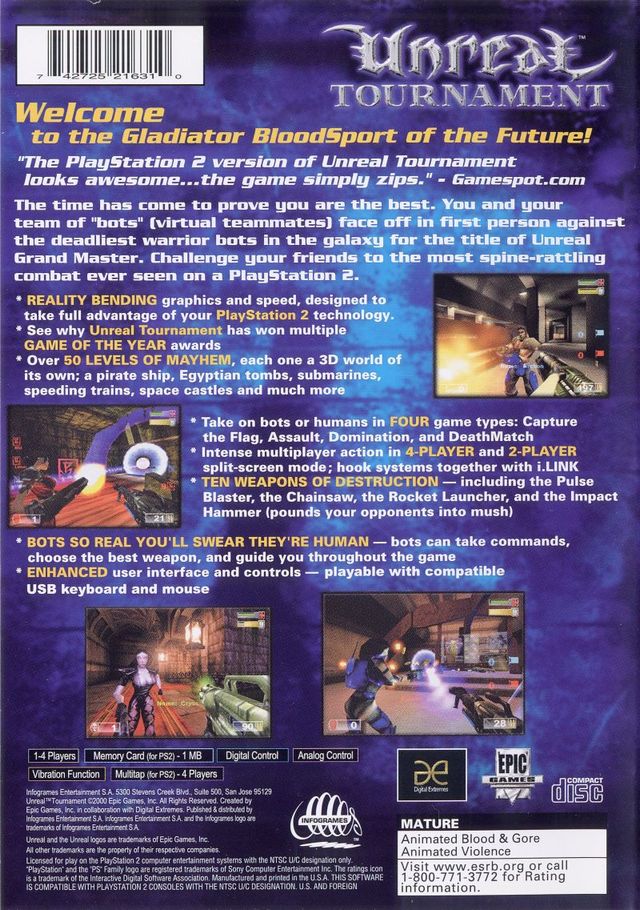 7 42725 21631 0
Unreal™
TOURNAMENT
Welcome
to the Gladiator BloodSport of the Future!
"The PlayStation 2 version of Unreal Tournament
looks awesome...the game simply zips." - Gamespot.com
The time has come to prove you are the best. You and your
team of "bots" (virtual teammates) face off in first person against
the deadliest warrior bots in the galaxy for the title of Unreal
Grand Master. Challenge your friends to the most spine-rattling
combat ever seen on a PlayStation 2.
* REALITY BENDING graphics and speed, designed to
take full advantage of your PlayStation 2 technology.
* See why Unreal Tournament has won multiple
GAME OF THE YEAR awards
* Over 50 LEVELS OF MAYHEM, each one a 3D world of
its own; a pirate ship, Egyptian tombs, submarines,
speeding trains, space castles and much more
197
* Take on bots or humans in FOUR game types: Capture
the Flag, Assault, Domination, and DeathMatch
* Intense multiplayer action in 4-PLAYER and 2-PLAYER
split-screen mode; hook systems together with i.LINK
* TEN WEAPONS OF DESTRUCTION — including the Pulse
Blaster, the Chainsaw, the Rocket Launcher, and the Impact
Hammer (pounds your opponents into mush)
1
21
* BOTS SO REAL YOU'LL SWEAR THEY'RE HUMAN — bots can take commands,
choose the best weapon, and guide you throughout the game
* ENHANCED user interface and controls — playable with compatible
USB keyboard and mouse
1
90
0
28
1-4 Players
Memory Card (for PS2) - 1 MB
Digital Control
Analog Control
Vibration Function
Multitap (for PS2) - 4 Players
Infogrames Entertainment S.A. 5300 Stevens Creek Blvd., Suite 500, San Jose 95129
Unreal™Tournament ©2000 Epic Games, Inc. All Rights Reserved. Created by
Epic Games, Inc. in collaboration with Digital Extremes. Published & distributed by
Infogrames Entertainment S.A. Infogrames Entertainment S.A. and the Infogrames logo are
trademarks of Infogrames Entertainment S.A.
Unreal and the Unreal logos are trademarks of Epic Games, Inc.
All other trademarks are the property of their respective companies.
Licensed for play on the PlayStation 2 computer entertainment systems with the NTSC U/C designation only.
"PlayStation" and the "PS" Family logo are registered trademarks of Sony Computer Entertainment Inc. The ratings icon
is a trademark of the Interactive Digital Software Association. Manufactured and printed in the U.S.A. THIS SOFTWARE
IS COMPATIBLE WITH PLAYSTATION 2 CONSOLES WITH THE NTSC U/C DESIGNATION. U.S. AND FOREIGN
INFOGRAMES
Digital Extremes
EPIC
GAMES
COMPACT
disc
MATURE
Animated Blood & Gore
Animated Violence
Visit www.esrb.org or call
1-800-771-3772 for Rating
information.